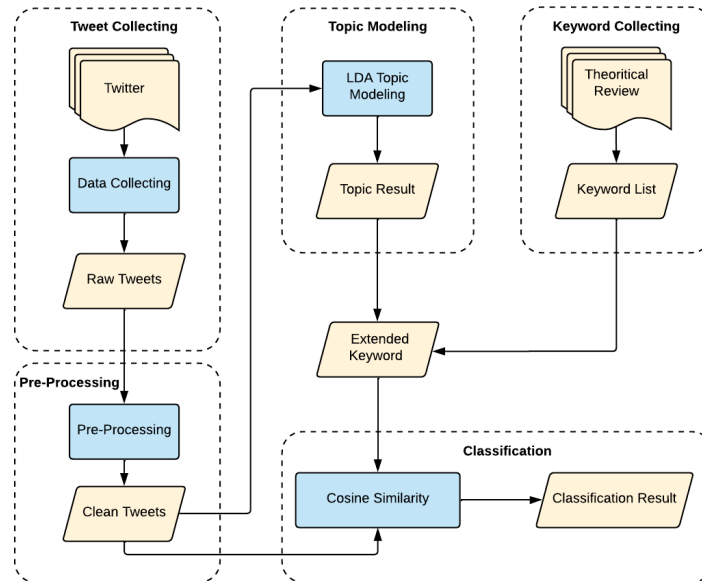 Tweet Collecting
Twitter
Data Collecting
Raw Tweets
Pre-Processing
Pre-Processing
Clean Tweets
Topic Modeling
LDA Topic
Modeling
Topic Result
Extended
Keyword
Keyword Collecting
Theoritical
Review
Keyword List
Classification
Cosine Similarity
Classification Result